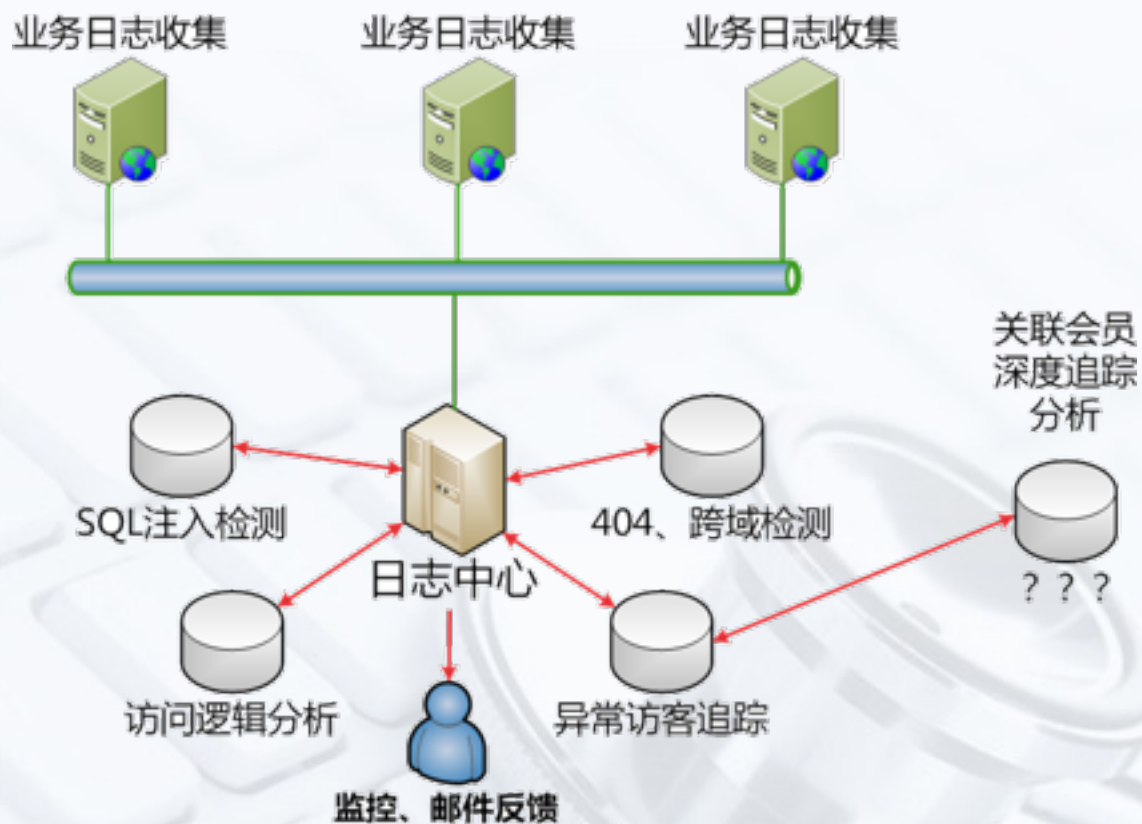 业务日志收集 业务日志收集 业务日志收集
关联会员
深度追踪
分析
SQL注入检测
404、跨域检测
日志中心
？？？
访问逻辑分析
异常访客追踪
监控、邮件反馈